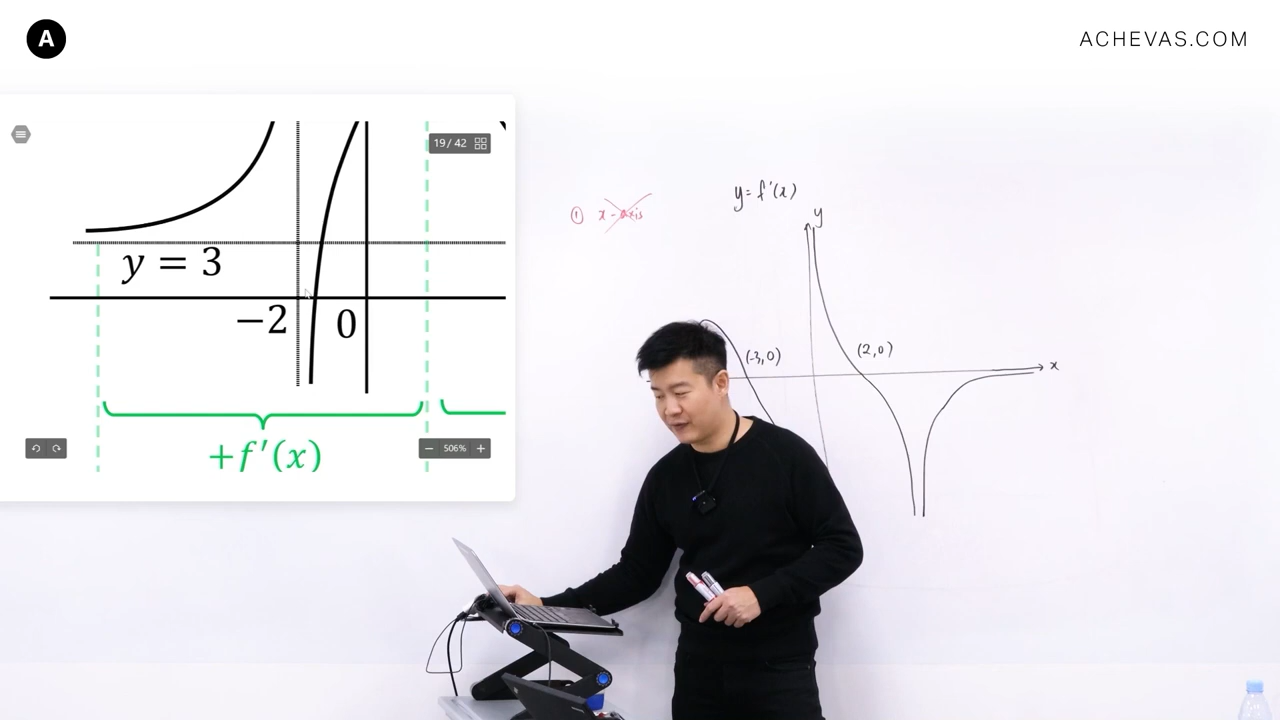 A
ACHEVAS.COM
19 / 42
y = 3
−2
0
+f′(x)
506%
① x-axis
y = f'(x)
y
(-3,0)
(2,0)
x